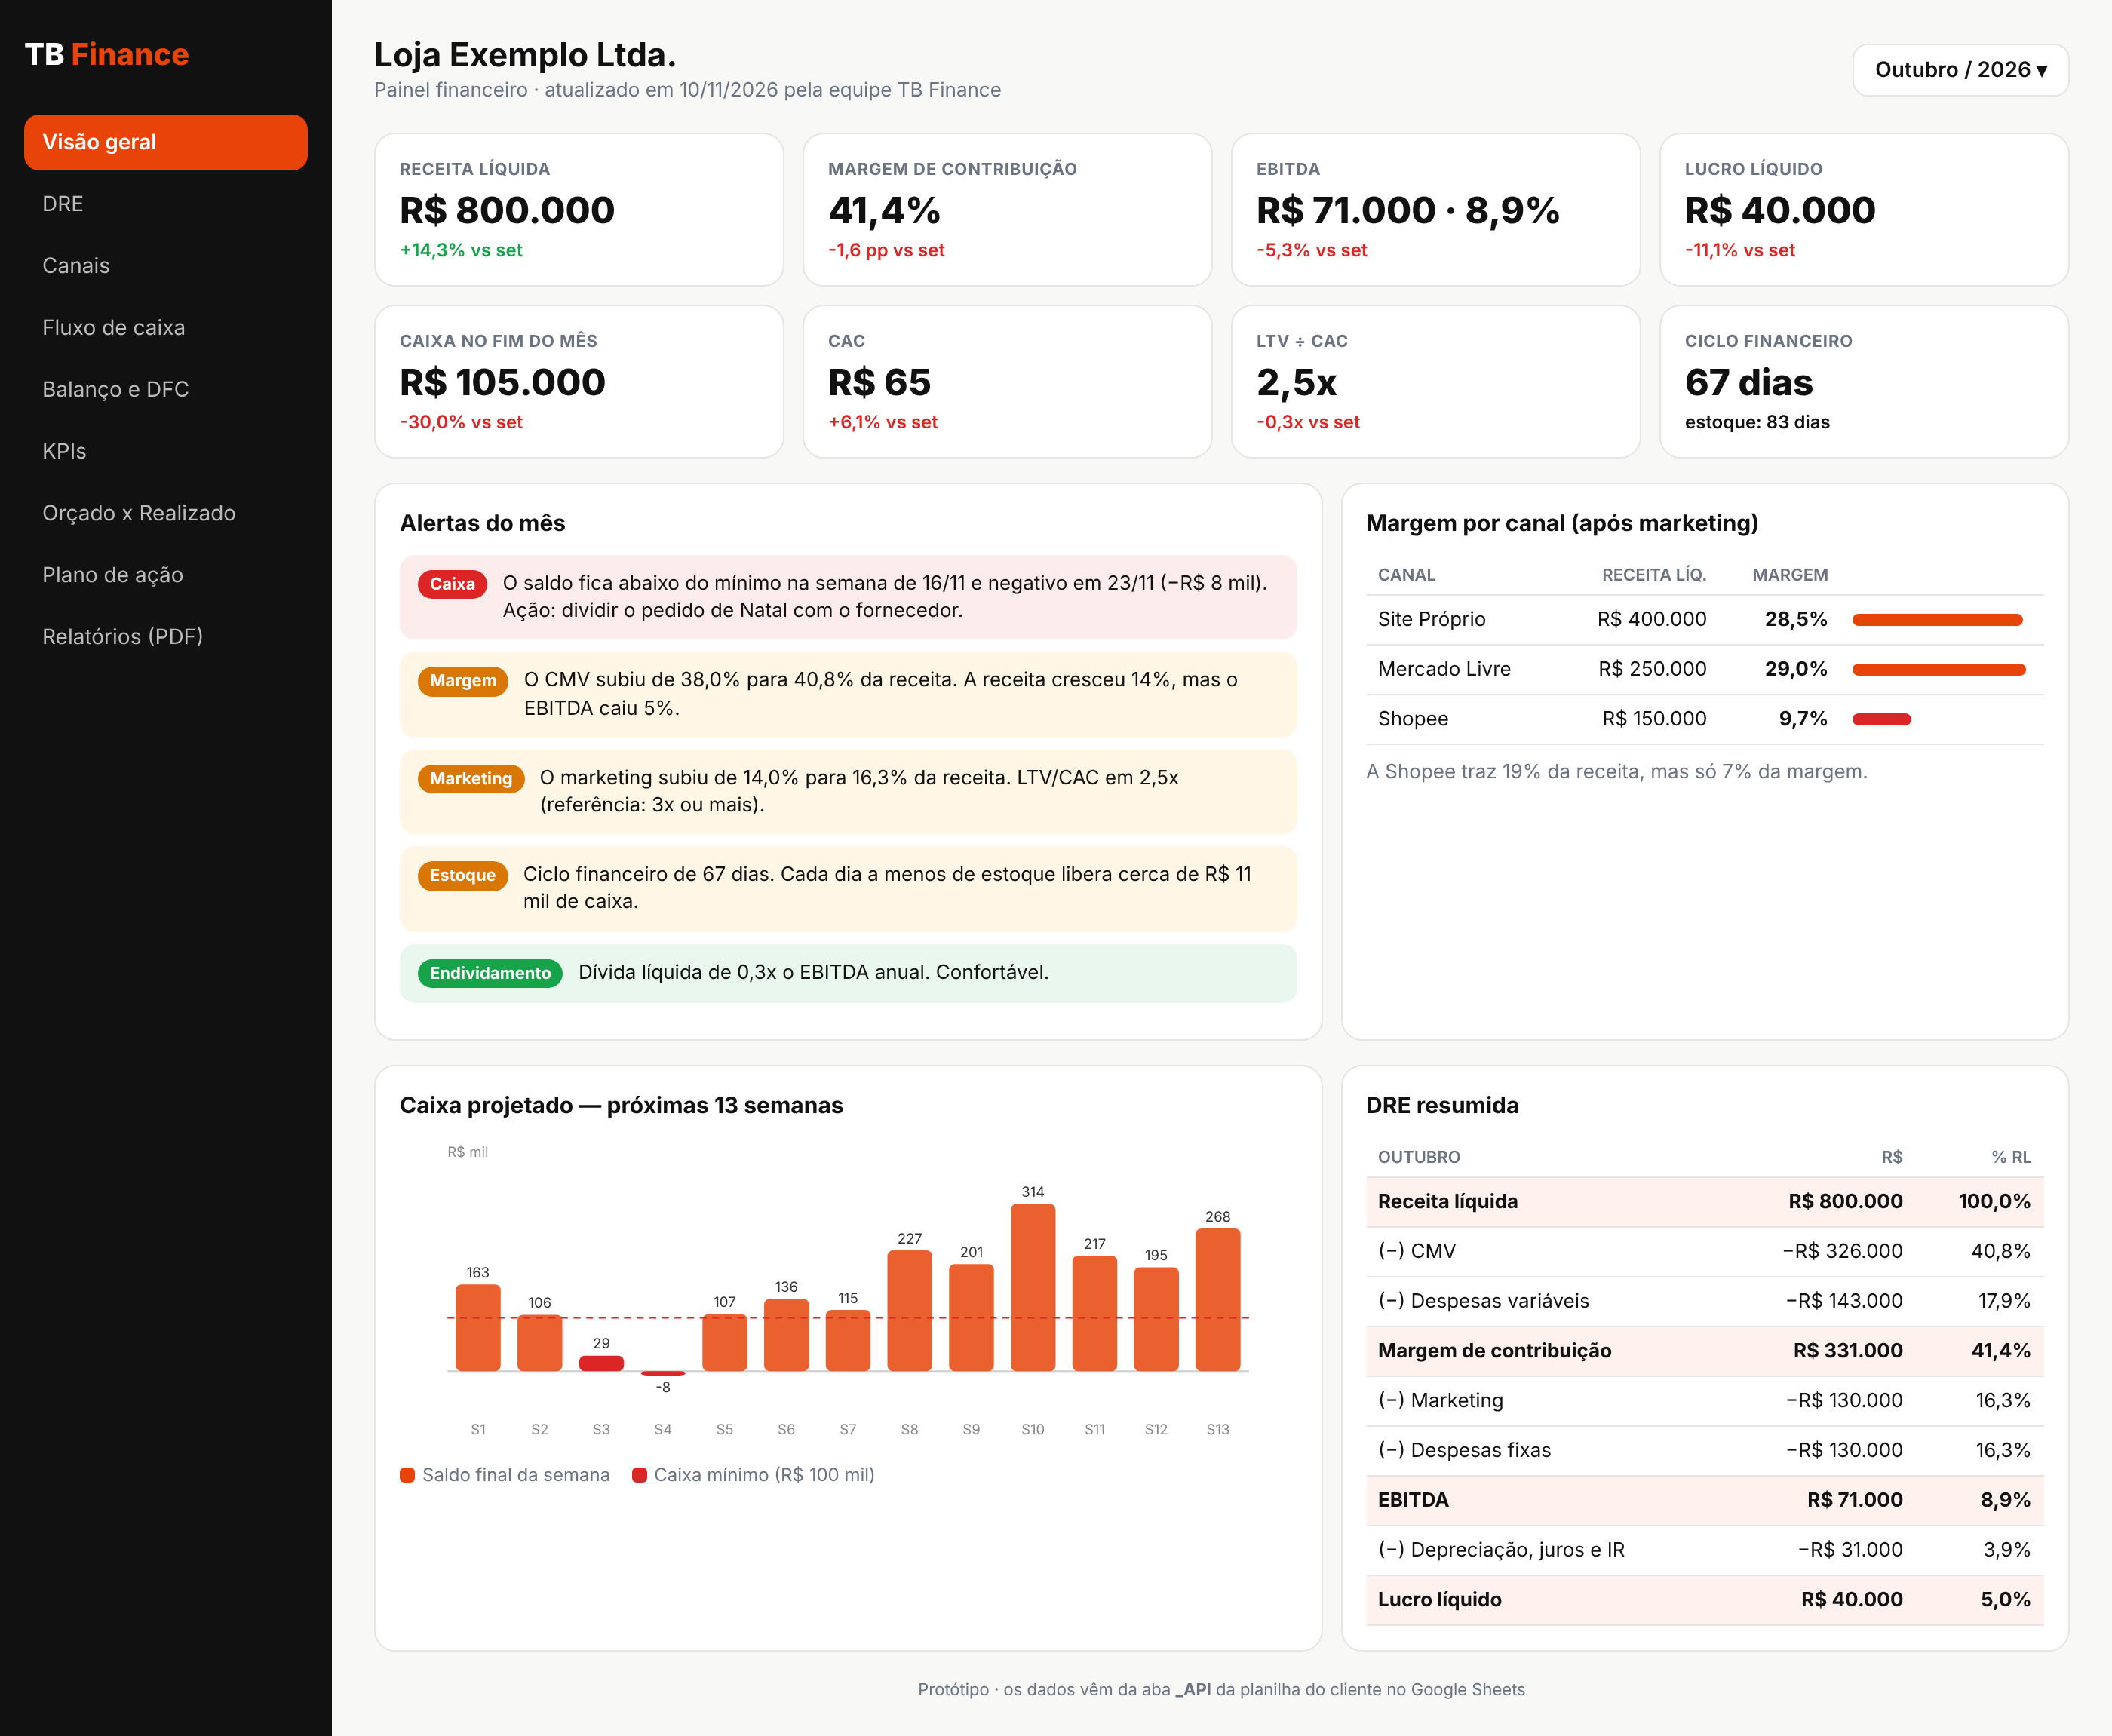 TB Finance
Visão geral
DRE
Canais
Fluxo de caixa
Balanço e DFC
KPIs
Orçado x Realizado
Plano de ação
Relatórios (PDF)
Loja Exemplo Ltda.
Painel financeiro · atualizado em 10/11/2026 pela equipe TB Finance
Outubro / 2026 ▾
RECEITA LÍQUIDA
R$ 800.000
+14,3% vs set
MARGEM DE CONTRIBUIÇÃO
41,4%
-1,6 pp vs set
EBITDA
R$ 71.000 · 8,9%
-5,3% vs set
LUCRO LÍQUIDO
R$ 40.000
-11,1% vs set
CAIXA NO FIM DO MÊS
R$ 105.000
-30,0% vs set
CAC
R$ 65
+6,1% vs set
LTV ÷ CAC
2,5x
-0,3x vs set
CICLO FINANCEIRO
67 dias
estoque: 83 dias
Alertas do mês
Caixa O saldo fica abaixo do mínimo na semana de 16/11 e negativo em 23/11 (−R$ 8 mil).
Ação: dividir o pedido de Natal com o fornecedor.
Margem O CMV subiu de 38,0% para 40,8% da receita. A receita cresceu 14%, mas o
EBITDA caiu 5%.
Marketing O marketing subiu de 14,0% para 16,3% da receita. LTV/CAC em 2,5x
(referência: 3x ou mais).
Estoque Ciclo financeiro de 67 dias. Cada dia a menos de estoque libera cerca de R$ 11
mil de caixa.
Endividamento Dívida líquida de 0,3x o EBITDA anual. Confortável.
Margem por canal (após marketing)
CANAL RECEITA LÍQ. MARGEM
Site Próprio R$ 400.000 28,5%
Mercado Livre R$ 250.000 29,0%
Shopee R$ 150.000 9,7%
A Shopee traz 19% da receita, mas só 7% da margem.
Caixa projetado — próximas 13 semanas
R$ mil
163 106 29 -8 107 136 115 227 201 314 217 195 268
S1 S2 S3 S4 S5 S6 S7 S8 S9 S10 S11 S12 S13
Saldo final da semana Caixa mínimo (R$ 100 mil)
DRE resumida
OUTUBRO R$ % RL
Receita líquida R$ 800.000 100,0%
(−) CMV −R$ 326.000 40,8%
(−) Despesas variáveis −R$ 143.000 17,9%
Margem de contribuição R$ 331.000 41,4%
(−) Marketing −R$ 130.000 16,3%
(−) Despesas fixas −R$ 130.000 16,3%
EBITDA R$ 71.000 8,9%
(−) Depreciação, juros e IR −R$ 31.000 3,9%
Lucro líquido R$ 40.000 5,0%
Protótipo · os dados vêm da aba _API da planilha do cliente no Google Sheets